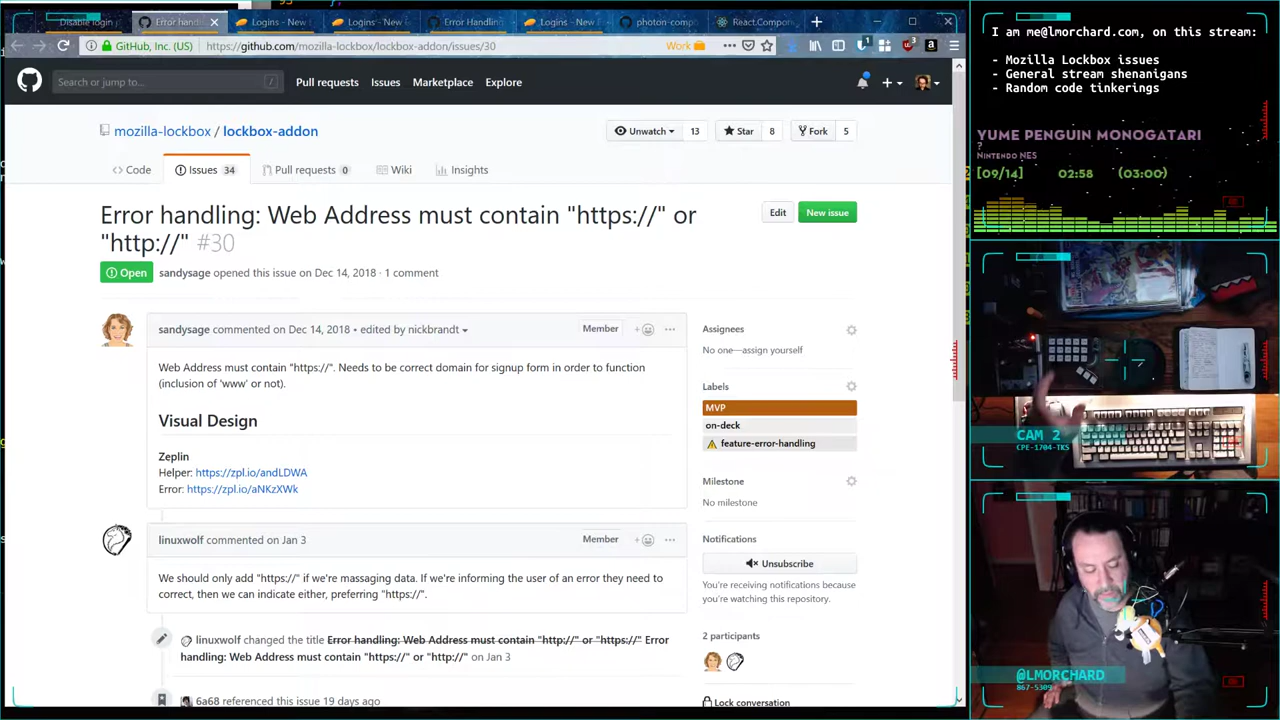 Disable login
Error handl
Logins - New
Logins - New
Error Handling
Logins - New
photon-comp
React.Compon
GitHub, Inc. (US)
https://github.com/mozilla-lockbox/lockbox-addon/issues/30
Work
Search or jump to...
Pull requests
Issues
Marketplace
Explore
mozilla-lockbox / lockbox-addon
Unwatch 13
Star 8
Fork 5
Code
Issues 34
Pull requests 0
Wiki
Insights
Error handling: Web Address must contain "https://" or
"http://" #30
Edit
New issue
Open
sandysage opened this issue on Dec 14, 2018 · 1 comment
sandysage commented on Dec 14, 2018 • edited by nickbrandt
Member
Web Address must contain "https://". Needs to be correct domain for signup form in order to function
(inclusion of 'www' or not).
Visual Design
Zeplin
Helper: https://zpl.io/andLDWA
Error: https://zpl.io/aNKzXWk
linuxwolf commented on Jan 3
Member
We should only add "https://" if we're massaging data. If we're informing the user of an error they need to
correct, then we can indicate either, preferring "https://".
linuxwolf changed the title Error handling: Web Address must contain "http://" or "https://" Error
handling: Web Address must contain "https://" or "http://" on Jan 3
6a68 referenced this issue 19 days ago
Assignees
No one—assign yourself
Labels
MVP
on-deck
feature-error-handling
Milestone
No milestone
Notifications
Unsubscribe
You're receiving notifications because
you're watching this repository.
2 participants
Lock conversation
I am me@lmorchard.com, on this stream:
- Mozilla Lockbox issues
- General stream shenanigans
- Random code tinkerings
YUME PENGUIN MONOGATARI
?
NINTENDO NES
[09/14] 02:58 (03:00)
CAM 2
CPE-1704-TKS
@LMORCHARD
867-5309